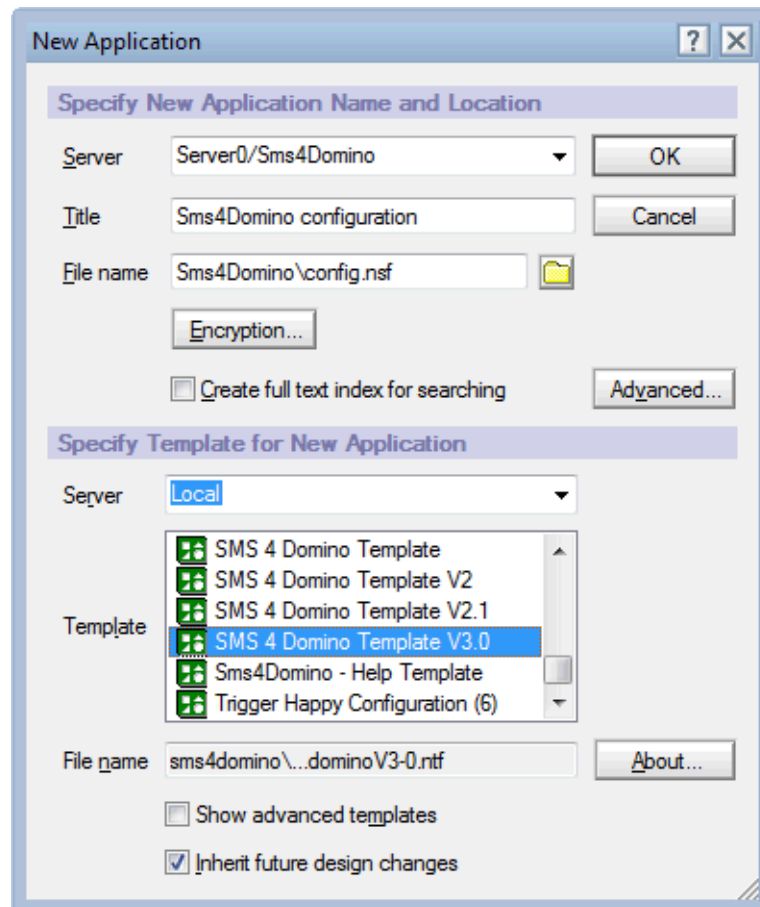 New Application
Specify New Application Name and Location
Server Server0/Sms4Domino OK
Title Sms4Domino configuration Cancel
File name Sms4Domino\config.nsf
Encryption...
Create full text index for searching Advanced...
Specify Template for New Application
Server Local
SMS 4 Domino Template
SMS 4 Domino Template V2
SMS 4 Domino Template V2.1
Template SMS 4 Domino Template V3.0
Sms4Domino - Help Template
Trigger Happy Configuration (6)
File name sms4domino\...dominoV3-0.ntf About...
Show advanced templates
Inherit future design changes